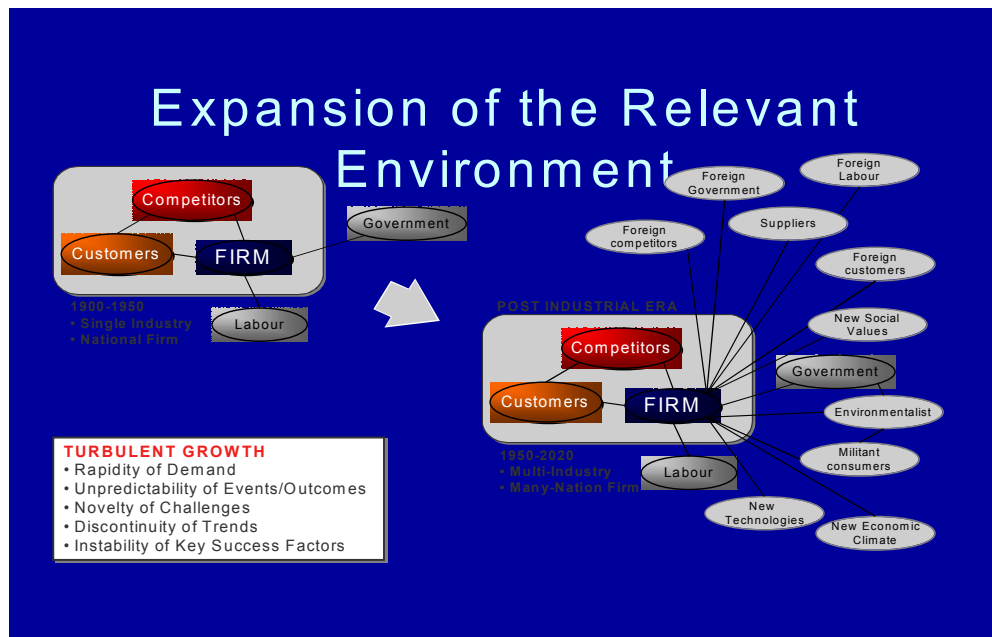 Expansion of the Relevant
Environment
Competitors
Customers
FIRM
Government
Labour
1900-1950
• Single Industry
• National Firm
Foreign
Government
Foreign
Labour
Foreign
competitors
Suppliers
Foreign
customers
New Social
Values
Government
Environmentalist
Militant
consumers
New Economic
Climate
New
Technologies
POST INDUSTRIAL ERA
Competitors
Customers
FIRM
Labour
1950-2020
• Multi-Industry
• Many-Nation Firm
TURBULENT GROWTH
• Rapidity of Demand
• Unpredictability of Events/Outcomes
• Novelty of Challenges
• Discontinuity of Trends
• Instability of Key Success Factors